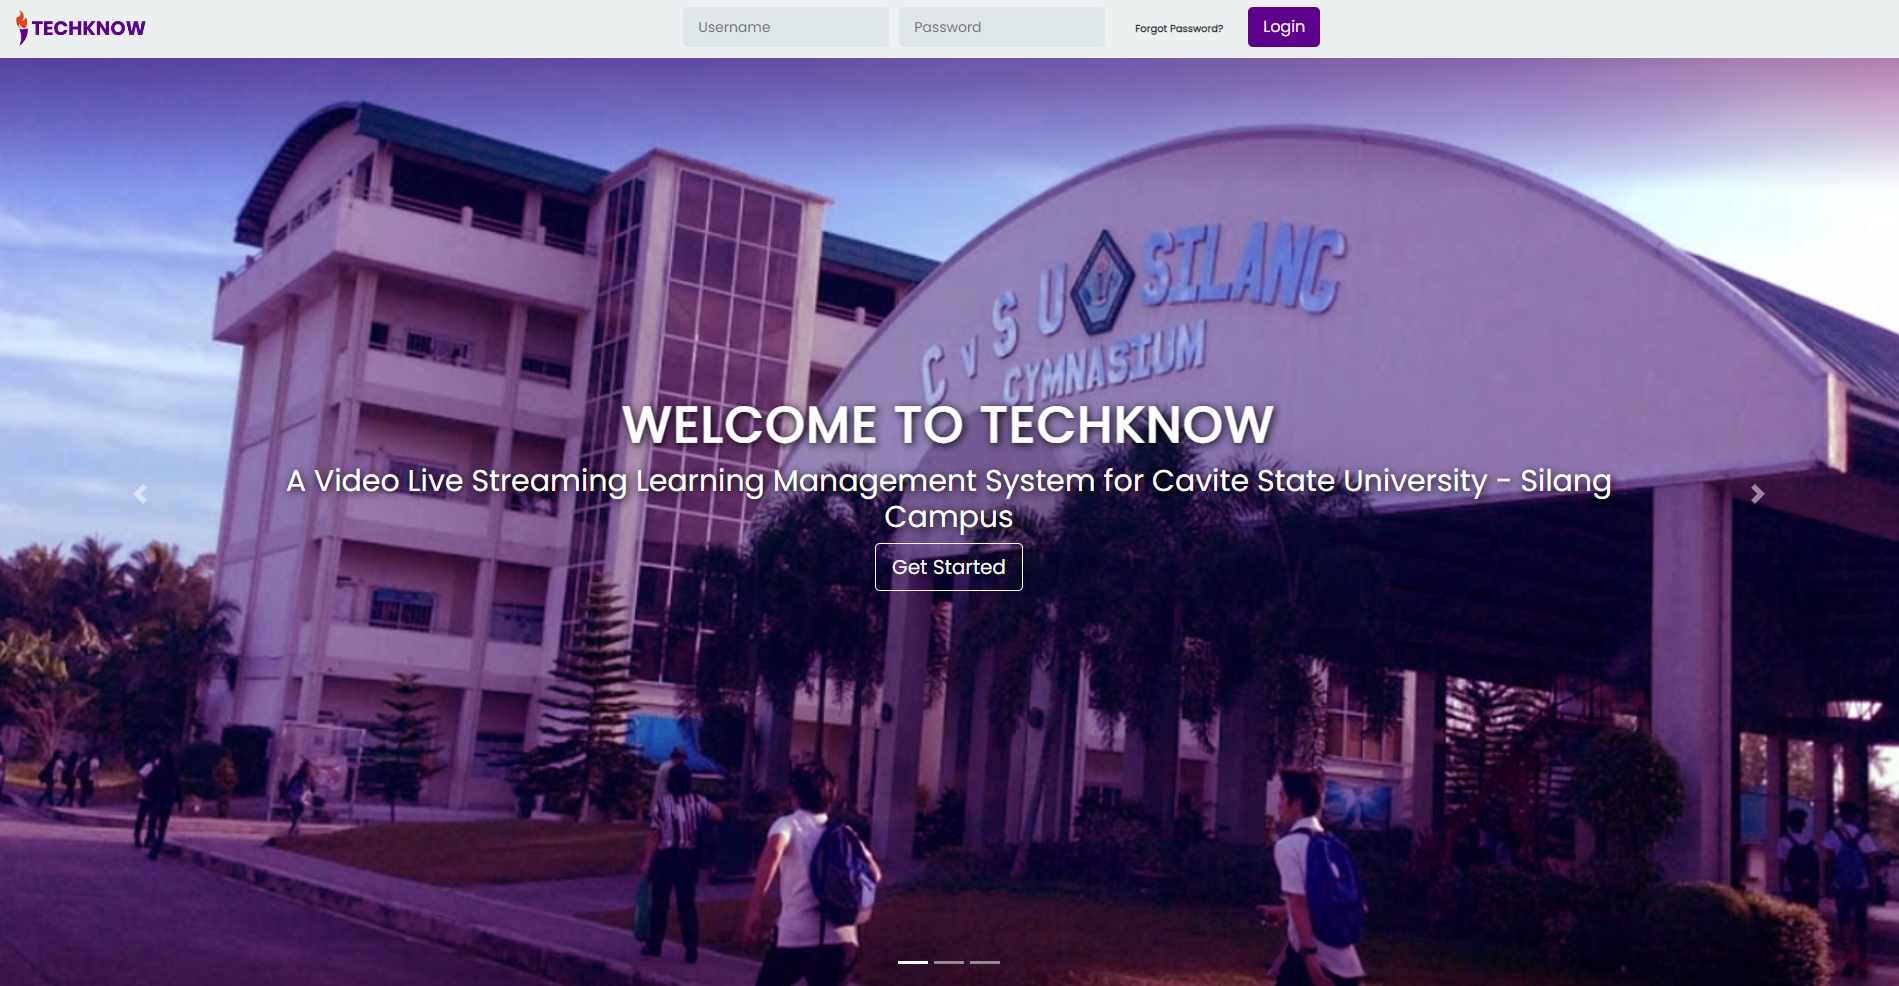 TECHKNOW
Username
Password
Forgot Password?
Login
C v S U SILANG
GYMNASIUM
WELCOME TO TECHKNOW
A Video Live Streaming Learning Management System for Cavite State University - Silang
Campus
Get Started